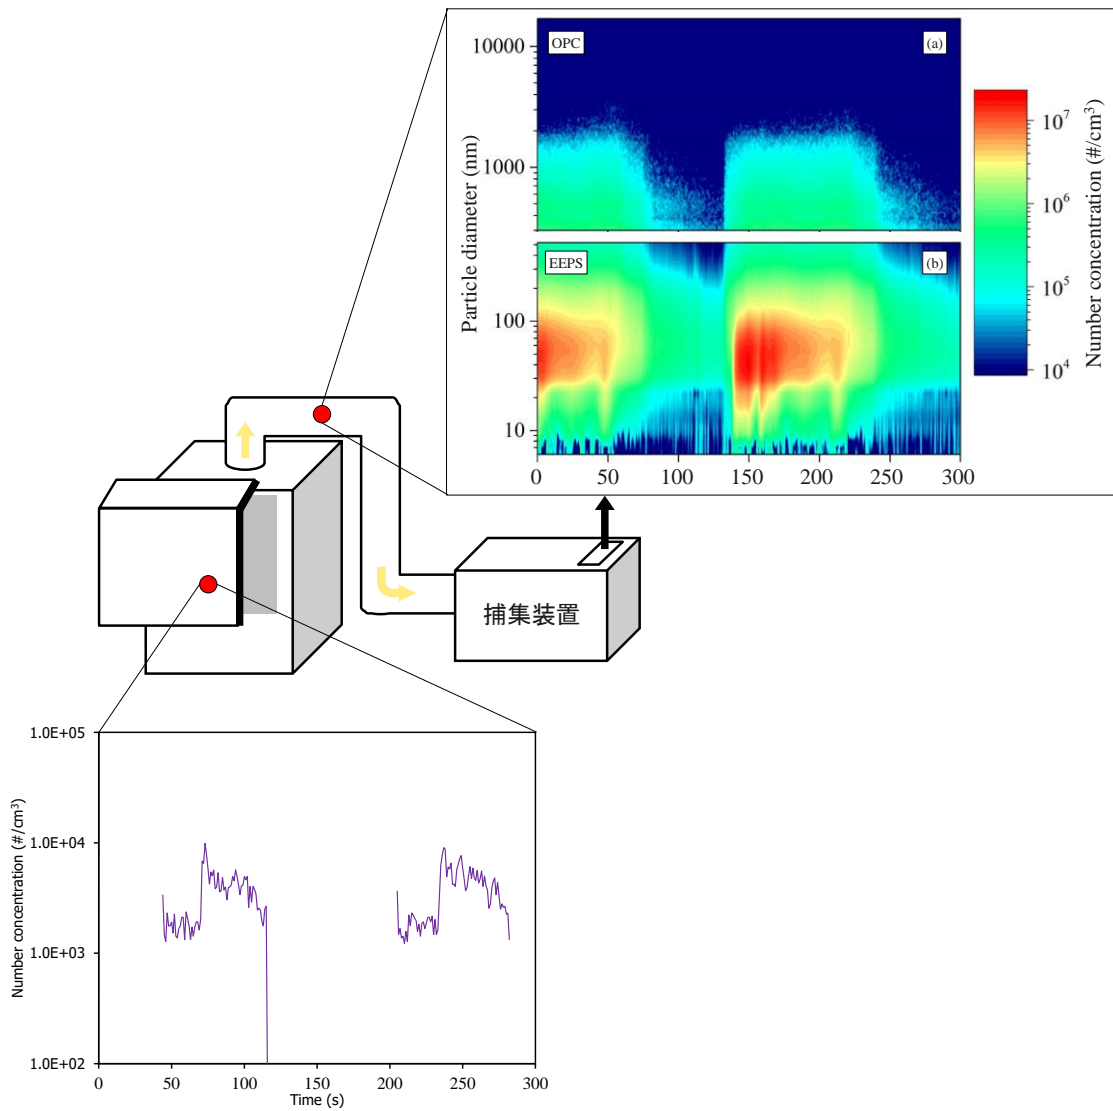 OPC
(a)
10000
1000
EEPS
(b)
100
10
0
50
100
150
200
250
300
Particle diameter (nm)
10⁷
10⁶
10⁵
10⁴
Number concentration (#/cm³)
捕集装置
1.0E+05
1.0E+04
1.0E+03
1.0E+02
Number concentration (#/cm³)
0
50
100
150
200
250
300
Time (s)